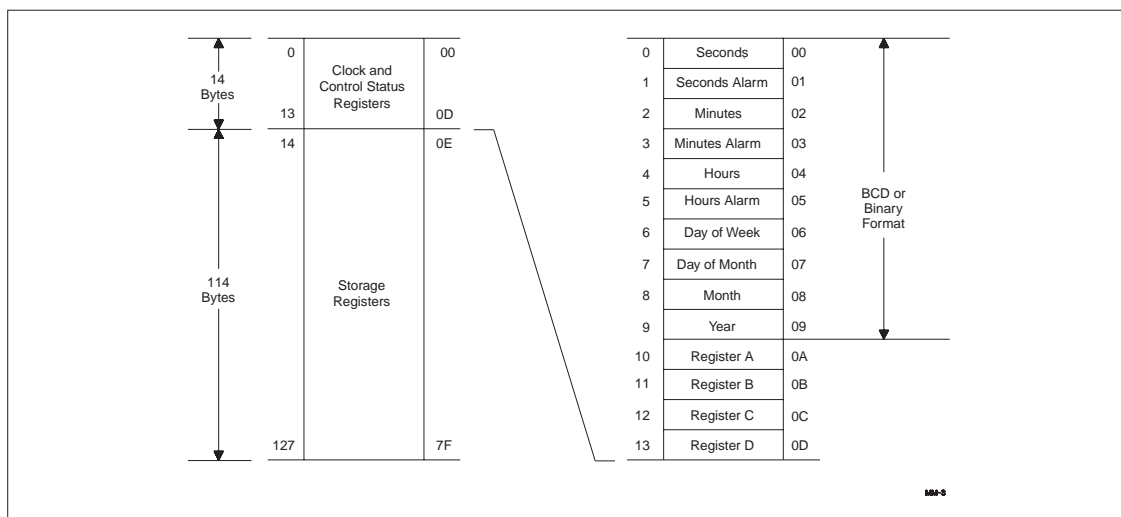 14
Bytes
114
Bytes
0 00
Clock and
Control Status
Registers
13 0D
14 0E
Storage
Registers
127 7F
0 Seconds 00
1 Seconds Alarm 01
2 Minutes 02
3 Minutes Alarm 03
4 Hours 04
5 Hours Alarm 05
6 Day of Week 06
7 Day of Month 07
8 Month 08
9 Year 09
10 Register A 0A
11 Register B 0B
12 Register C 0C
13 Register D 0D
BCD or
Binary
Format
MM-3